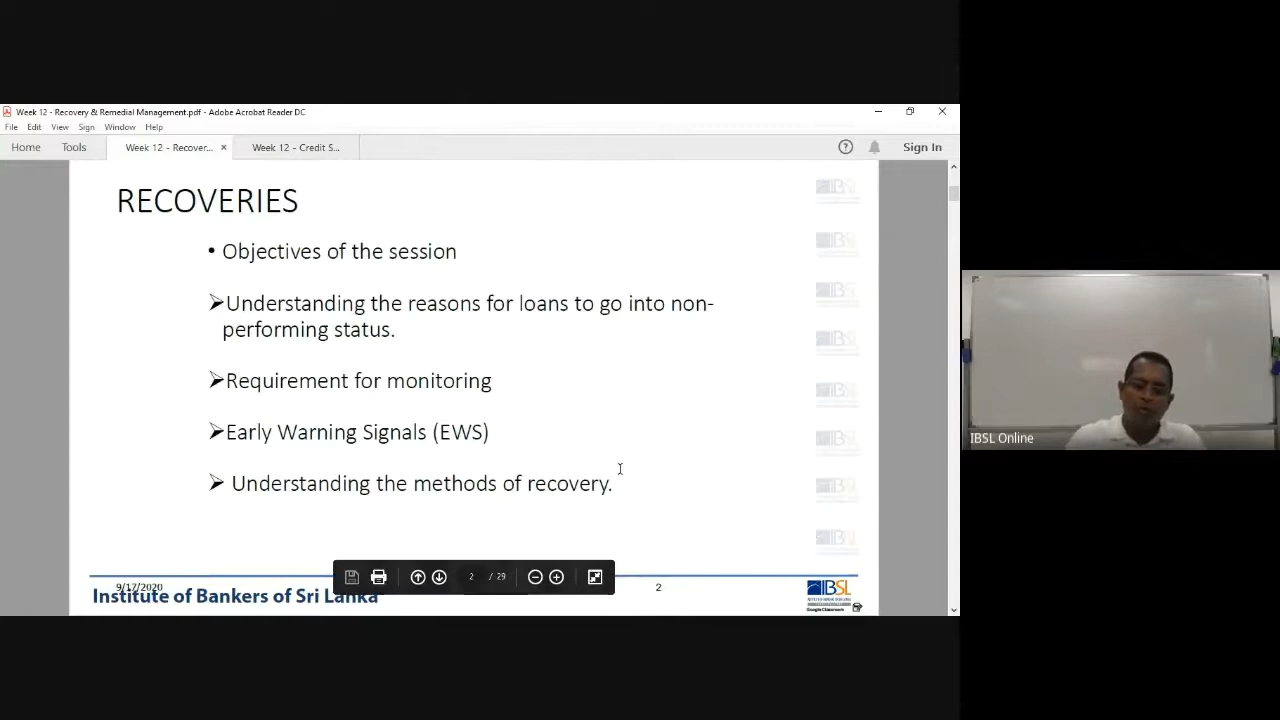 Week 12 - Recovery & Remedial Management.pdf - Adobe Acrobat Reader DC
File Edit View Sign Window Help
Home Tools Week 12 - Recover... × Week 12 - Credit S... Sign In
RECOVERIES
• Objectives of the session
➢Understanding the reasons for loans to go into non-
performing status.
➢Requirement for monitoring
➢Early Warning Signals (EWS)
➢ Understanding the methods of recovery.
2 / 29
9/17/2020
2
Institute of Bankers of Sri Lanka
IBSL
GoogleClassroom
IBSL Online